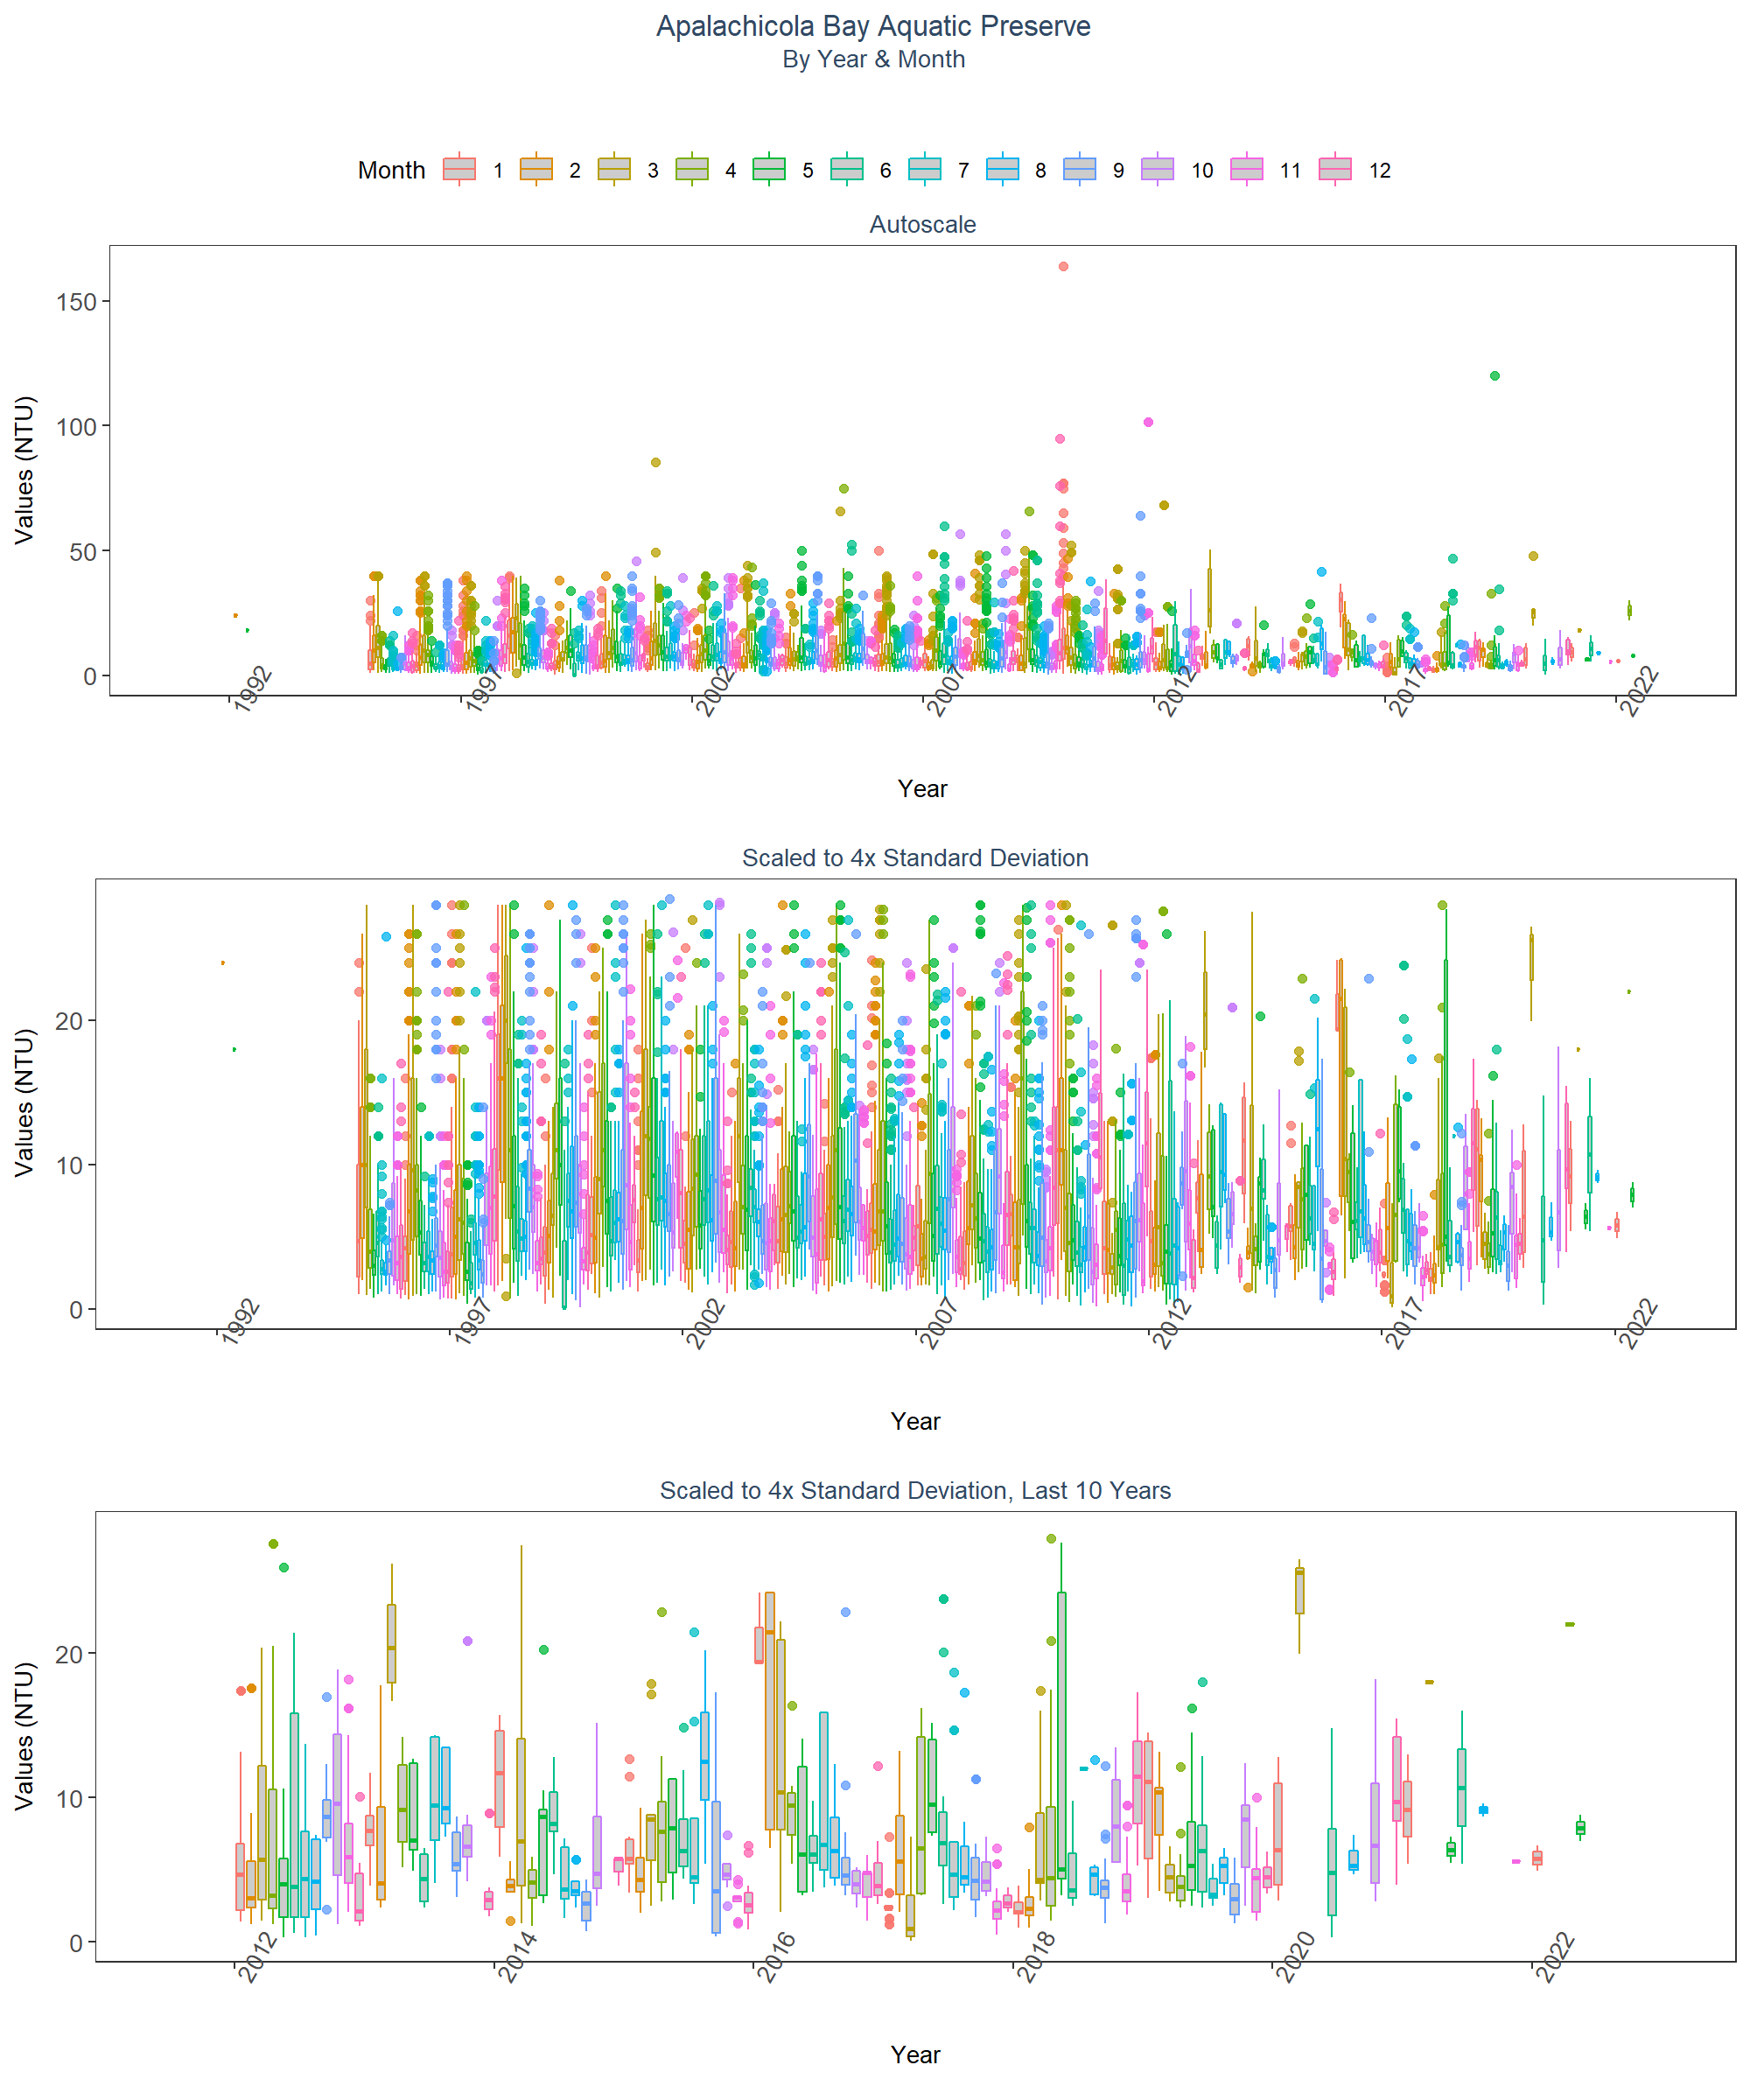 Apalachicola Bay Aquatic Preserve
By Year & Month
Month 1 2 3 4 5 6 7 8 9 10 11 12
Autoscale
Values (NTU)
150
100
50
0
1992 1997 2002 2007 2012 2017 2022
Year
Scaled to 4x Standard Deviation
Values (NTU)
20
10
0
1992 1997 2002 2007 2012 2017 2022
Year
Scaled to 4x Standard Deviation, Last 10 Years
Values (NTU)
20
10
0
2012 2014 2016 2018 2020 2022
Year